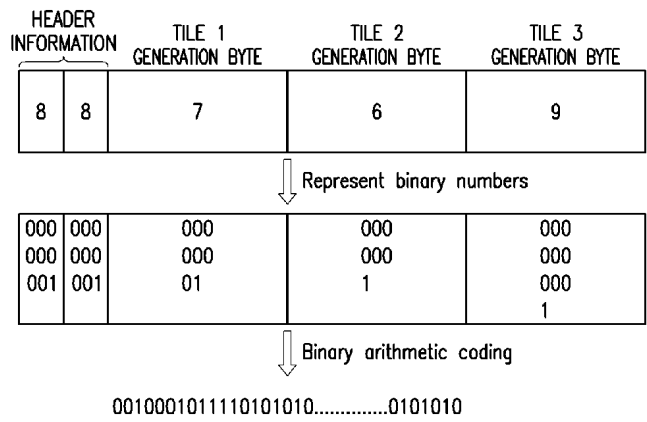 HEADER INFORMATION
TILE 1 GENERATION BYTE
TILE 2 GENERATION BYTE
TILE 3 GENERATION BYTE
8 8 7 6 9
Represent binary numbers
000 000 000 000 000
000 000 000 000 000
001 001 01 1 000
1
Binary arithmetic coding
0010001011110101010..............0101010